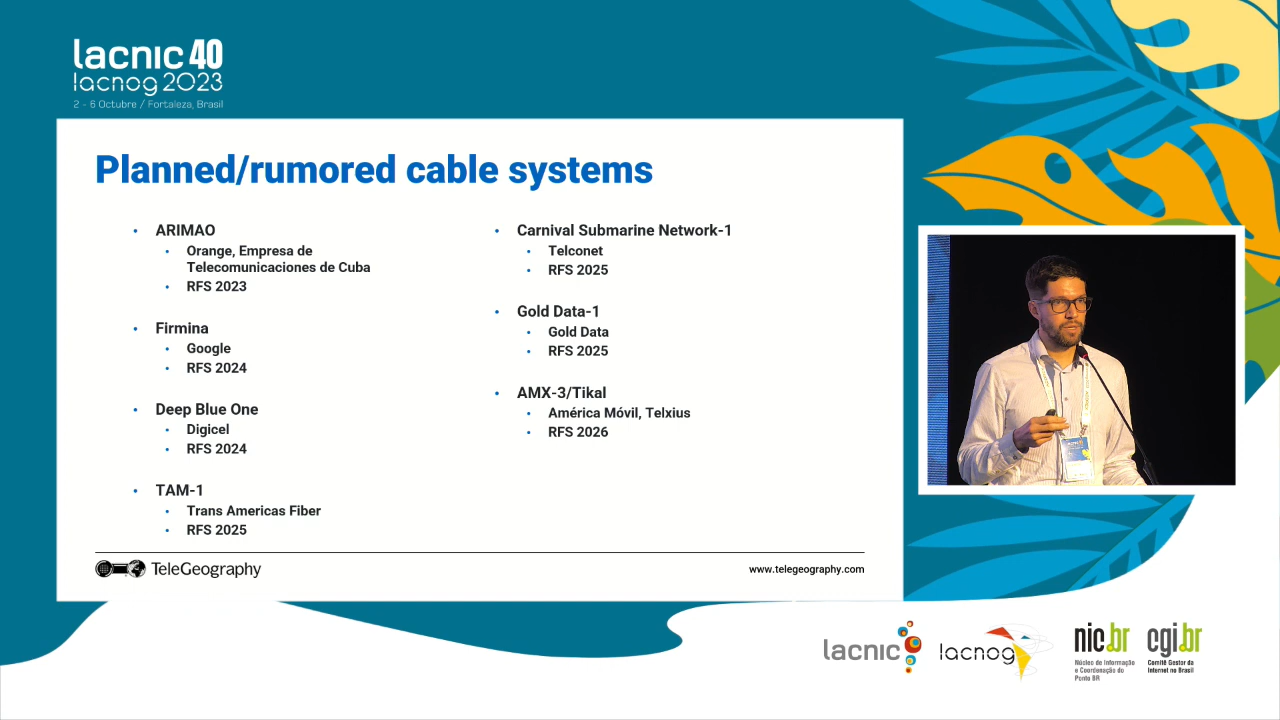 lacnic 40
lacnog 2023
2 - 6 Octubre / Fortaleza, Brasil
Planned/rumored cable systems
• ARIMAO
• Orange, Empresa de
Telecomunicaciones de Cuba
• RFS 2023
• Firmina
• Google
• RFS 2024
• Deep Blue One
• Digicel
• RFS 2024
• TAM-1
• Trans Americas Fiber
• RFS 2025
• Carnival Submarine Network-1
• Telconet
• RFS 2025
• Gold Data-1
• Gold Data
• RFS 2025
• AMX-3/Tikal
• América Móvil, Telxius
• RFS 2026
TeleGeography
www.telegeography.com
lacnic
lacnog
nic.br
Núcleo de Informação
e Coordenação do
Ponto BR
cgi.br
Comitê Gestor da
Internet no Brasil